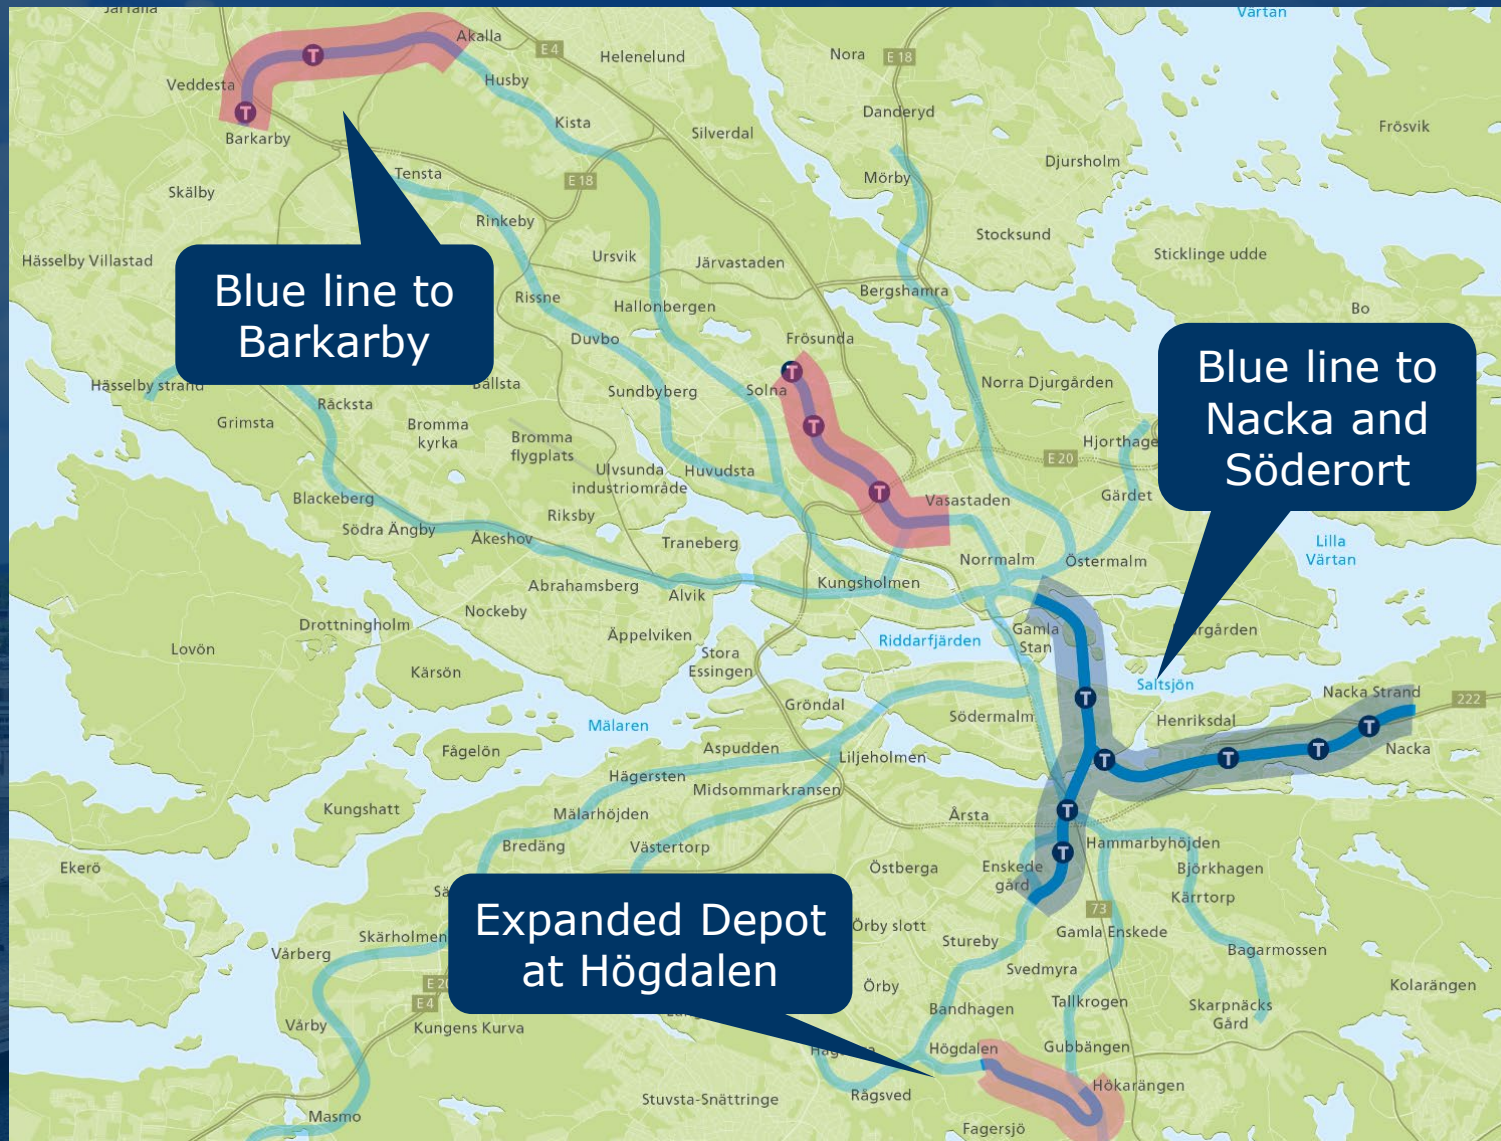 Värtan
Akalla
E 4
Helenelund
Nora
E 18
Veddesta
Husby
Danderyd
Barkarby
Kista
Silverdal
Frösvik
Djursholm
Tensta
E 18
Mörby
Skälby
Rinkeby
Stocksund
Hässelby Villastad
Ursvik
Järvastaden
Sticklinge udde
Blue line to
Barkarby
Rissne
Hallonbergen
Bergshamra
Bo
Duvbo
Frösunda
Hässelby strand
Sundbyberg
Solna
Norra Djurgården
Blue line to
Nacka and
Söderort
Råcksta
Grimsta
Bromma
kyrka
Bromma
flygplats
Ulvsunda
industriområde
Huvudsta
E 20
Vasastaden
Gärdet
Blackeberg
Södra Ängby
Åkeshov
Riksby
Traneberg
Norrmalm
Östermalm
Lilla
Värtan
Abrahamsberg
Alvik
Kungsholmen
Nockeby
Drottningholm
Äppelviken
Riddarfjärden
Gamla
Stan
Lovön
Stora
Essingen
Kärsön
Saltsjön
Nacka Strand
222
Gröndal
Södermalm
Henriksdal
Mälaren
Fågelön
Aspudden
Liljeholmen
Nacka
Hägersten
Midsommarkransen
Kungshatt
Mälarhöjden
Årsta
Bredäng
Västertorp
Hammarbyhöjden
Ekerö
Östberga
Enskede
gård
Björkhagen
Kärrtorp
73
Expanded Depot
at Högdalen
Skärholmen
Örby slott
Stureby
Gamla Enskede
Vårberg
Bagarmossen
Svedmyra
Örby
Kolarängen
E 4
Bandhagen
Tallkrogen
Skarpnäcks
Gård
Vårby
Kungens Kurva
Högdalen
Gubbängen
Rågsved
Hökarängen
Stuvsta-Snättringe
Masmo
Fagersjö